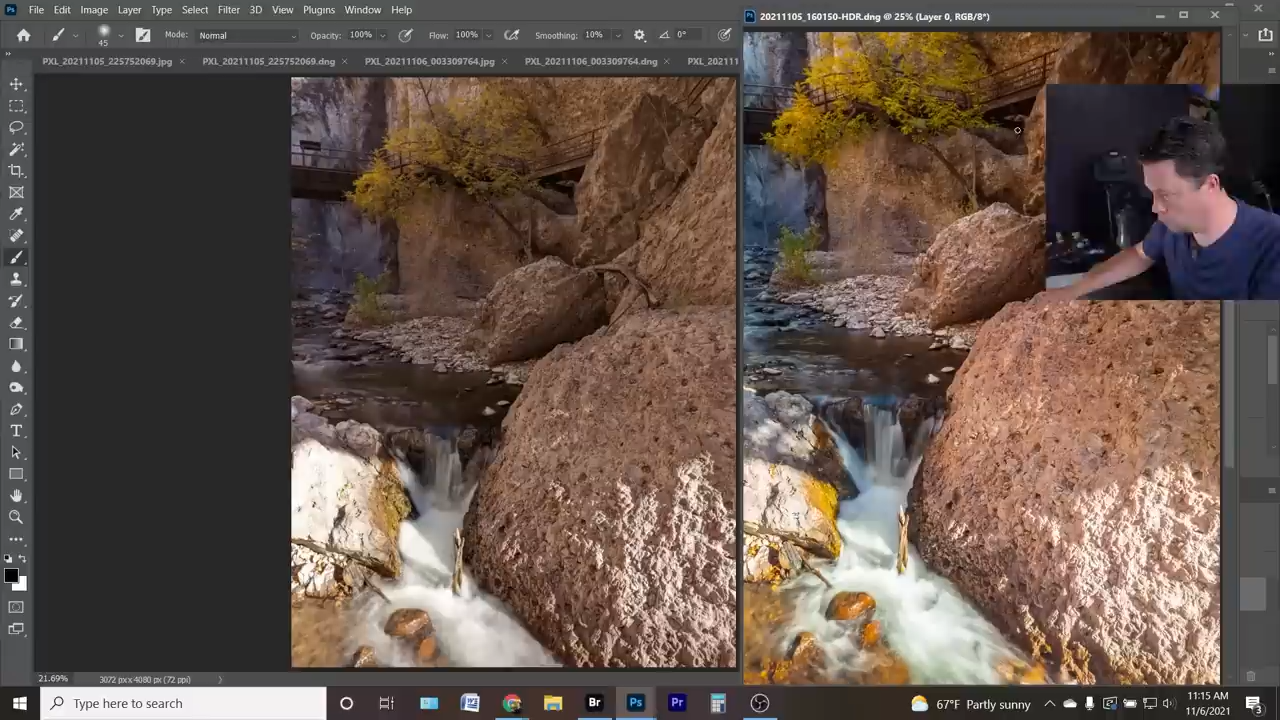 File Edit Image Layer Type Select Filter 3D View Plugins Window Help
20211105_160150-HDR.dng @ 25% (Layer 0, RGB/8*)
45 Mode: Normal Opacity: 100% Flow: 100% Smoothing: 10% 0°
PXL_20211105_225752069.jpg PXL_20211105_225752069.dng PXL_20211106_003309764.jpg PXL_20211106_003309764.dng PXL_202111
21.69% 3072 px x 4080 px (72 ppi)
Type here to search
Br Ps Pr
67°F Partly sunny
11:15 AM
11/6/2021
3